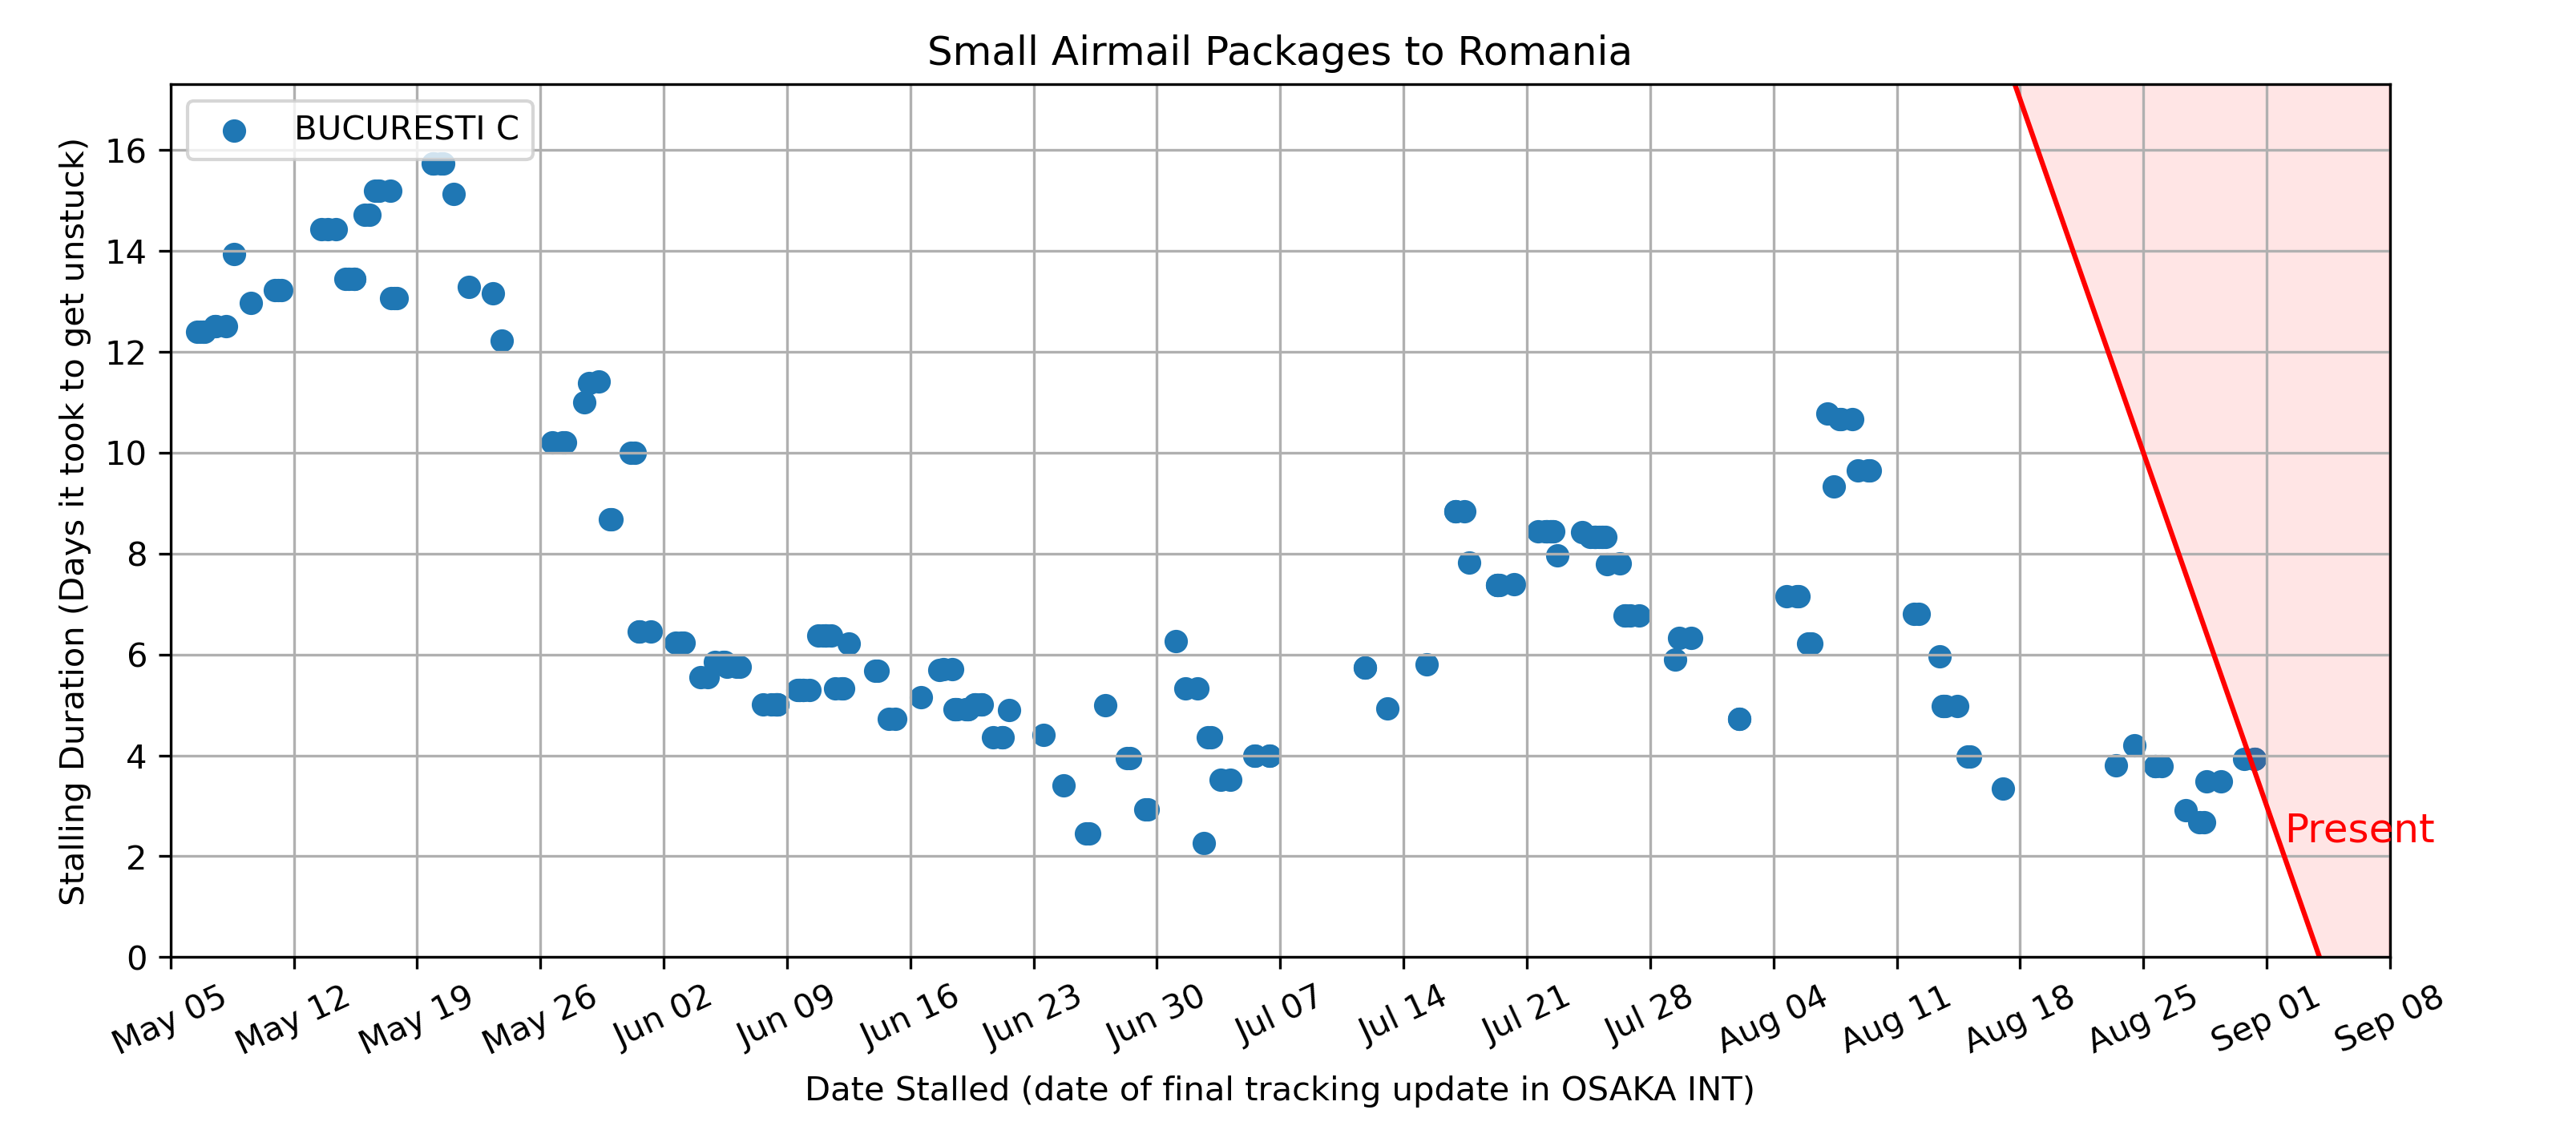 Small Airmail Packages to Romania
BUCURESTI C
Stalling Duration (Days it took to get unstuck)
16
14
12
10
8
6
4
2
0
Present
May 05 May 12 May 19 May 26 Jun 02 Jun 09 Jun 16 Jun 23 Jun 30 Jul 07 Jul 14 Jul 21 Jul 28 Aug 04 Aug 11 Aug 18 Aug 25 Sep 01 Sep 08
Date Stalled (date of final tracking update in OSAKA INT)